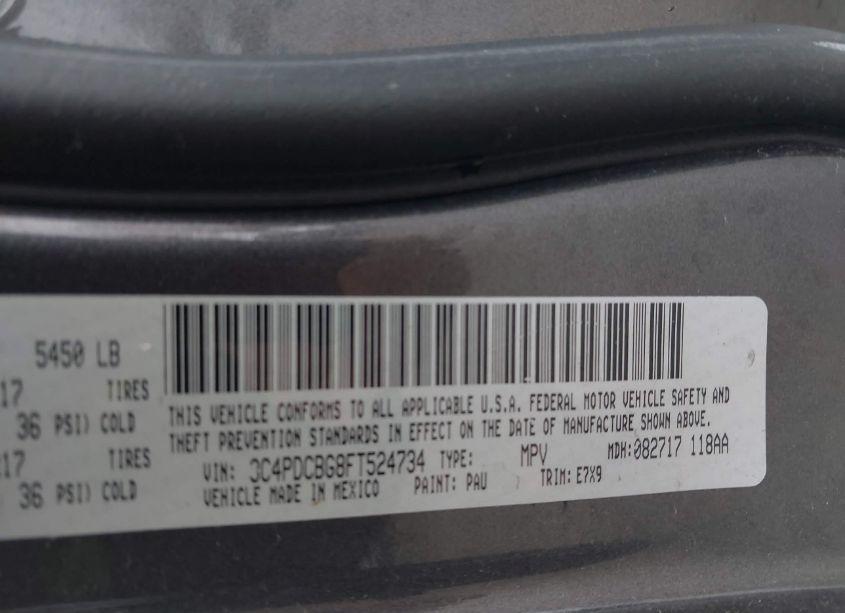 5450 LB
17 TIRES
36 PSI) COLD
THIS VEHICLE CONFORMS TO ALL APPLICABLE U.S.A. FEDERAL MOTOR VEHICLE SAFETY AND
THEFT PREVENTION STANDARDS IN EFFECT ON THE DATE OF MANUFACTURE SHOWN ABOVE.
17 TIRES
VIN: 3C4PDCBG8FT524734 TYPE: MPV MDH:082717 118AA
36 PSI) COLD
VEHICLE MADE IN MEXICO PAINT: PAU TRIM: E7X9